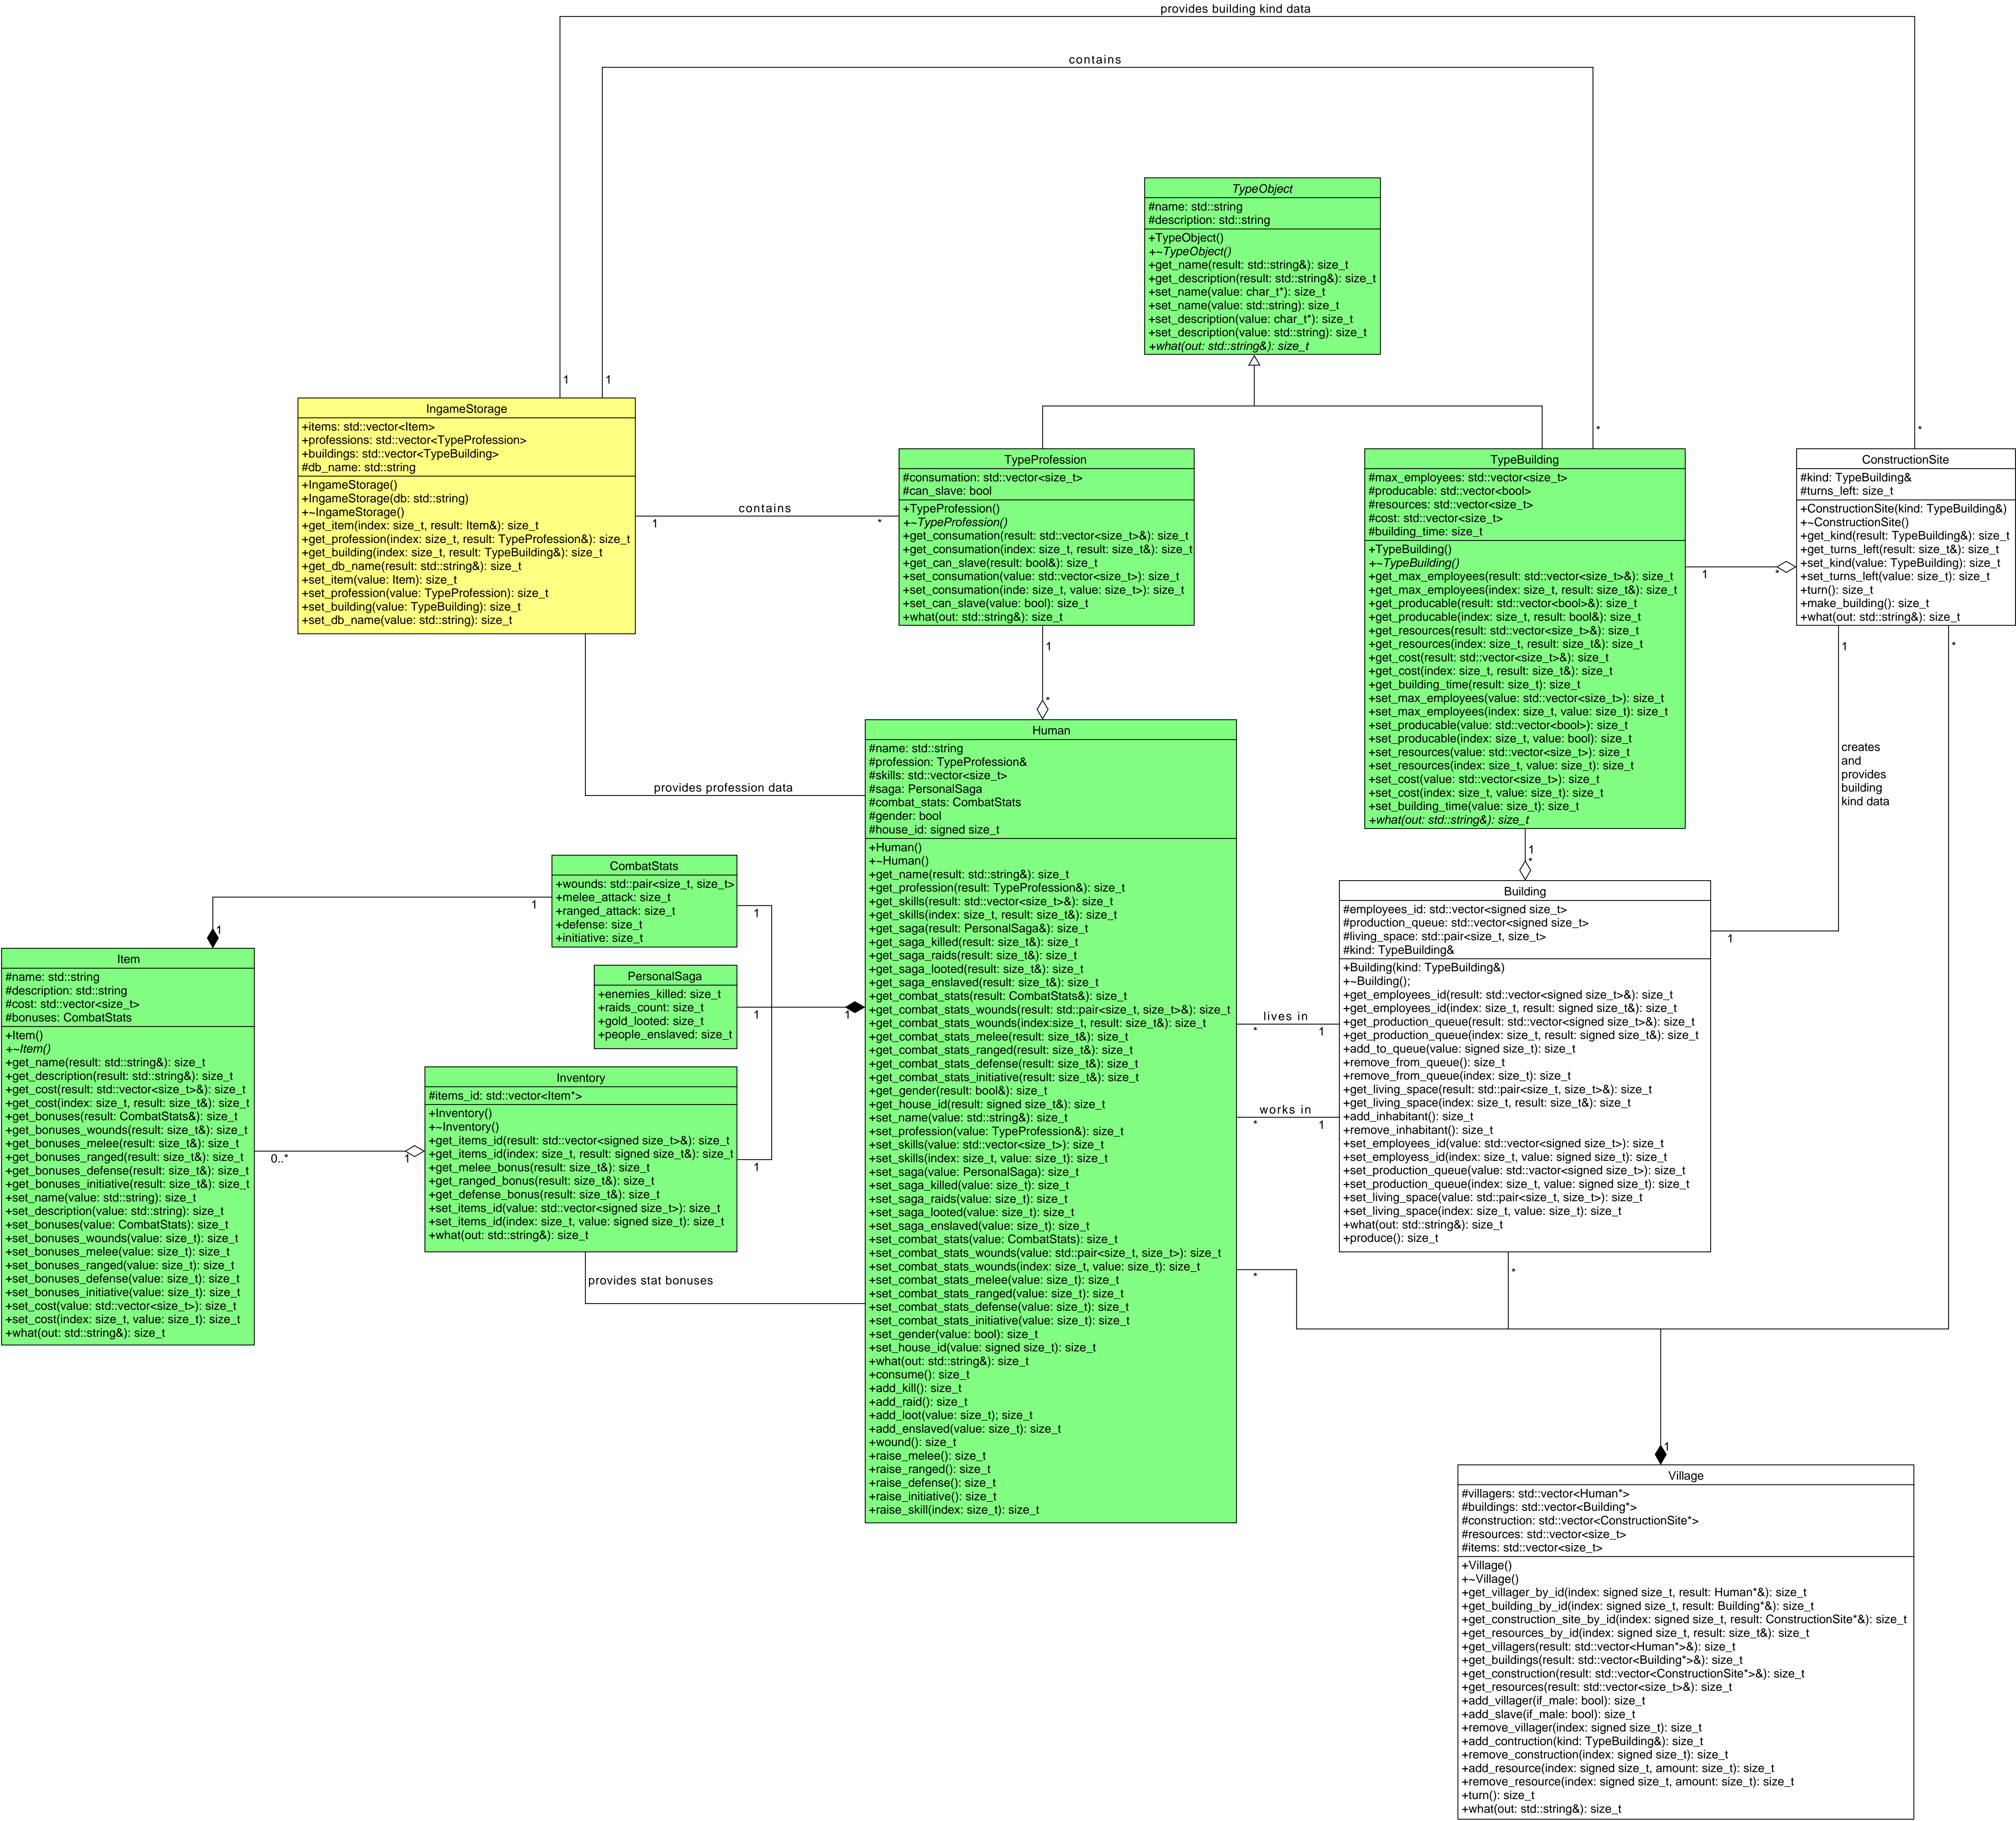 provides building kind data
contains
TypeObject
#name: std::string
#description: std::string
+TypeObject()
+~TypeObject()
+get_name(result: std::string&): size_t
+get_description(result: std::string&): size_t
+set_name(value: char_t*): size_t
+set_name(value: std::string): size_t
+set_description(value: char_t*): size_t
+set_description(value: std::string): size_t
+what(out: std::string&): size_t
1
1
*
*
IngameStorage
+items: std::vector<Item>
+professions: std::vector<TypeProfession>
+buildings: std::vector<TypeBuilding>
#db_name: std::string
+IngameStorage()
+IngameStorage(db: std::string)
+~IngameStorage()
+get_item(index: size_t, result: Item&): size_t
+get_profession(index: size_t, result: TypeProfession&): size_t
+get_building(index: size_t, result: TypeBuilding&): size_t
+get_db_name(result: std::string&): size_t
+set_item(value: Item): size_t
+set_profession(value: TypeProfession): size_t
+set_building(value: TypeBuilding): size_t
+set_db_name(value: std::string): size_t
contains
1
*
TypeProfession
#consumation: std::vector<size_t>
#can_slave: bool
+TypeProfession()
+~TypeProfession()
+get_consumation(result: std::vector<size_t>&): size_t
+get_consumation(index: size_t, result: size_t&): size_t
+get_can_slave(result: bool&): size_t
+set_consumation(value: std::vector<size_t>): size_t
+set_consumation(inde: size_t, value: size_t>): size_t
+set_can_slave(value: bool): size_t
+what(out: std::string&): size_t
1
*
TypeBuilding
#max_employees: std::vector<size_t>
#producable: std::vector<bool>
#resources: std::vector<size_t>
#cost: std::vector<size_t>
#building_time: size_t
+TypeBuilding()
+~TypeBuilding()
+get_max_employees(result: std::vector<size_t>&): size_t
+get_max_employees(index: size_t, result: size_t&): size_t
+get_producable(result: std::vector<bool>&): size_t
+get_producable(index: size_t, result: bool&): size_t
+get_resources(result: std::vector<size_t>&): size_t
+get_resources(index: size_t, result: size_t&): size_t
+get_cost(result: std::vector<size_t>&): size_t
+get_cost(index: size_t, result: size_t&): size_t
+get_building_time(result: size_t): size_t
+set_max_employees(value: std::vector<size_t>): size_t
+set_max_employees(index: size_t, value: size_t): size_t
+set_producable(value: std::vector<bool>): size_t
+set_producable(index: size_t, value: bool): size_t
+set_resources(value: std::vector<size_t>): size_t
+set_resources(index: size_t, value: size_t): size_t
+set_cost(value: std::vector<size_t>): size_t
+set_cost(index: size_t, value: size_t): size_t
+set_building_time(value: size_t): size_t
+what(out: std::string&): size_t
1
*
1
*
ConstructionSite
#kind: TypeBuilding&
#turns_left: size_t
+ConstructionSite(kind: TypeBuilding&)
+~ConstructionSite()
+get_kind(result: TypeBuilding&): size_t
+get_turns_left(result: size_t&): size_t
+set_kind(value: TypeBuilding): size_t
+set_turns_left(value: size_t): size_t
+turn(): size_t
+make_building(): size_t
+what(out: std::string&): size_t
1
*
creates
and
provides
building
kind data
1
provides profession data
Human
#name: std::string
#profession: TypeProfession&
#skills: std::vector<size_t>
#saga: PersonalSaga
#combat_stats: CombatStats
#gender: bool
#house_id: signed size_t
+Human()
+~Human()
+get_name(result: std::string&): size_t
+get_profession(result: TypeProfession&): size_t
+get_skills(result: std::vector<size_t>&): size_t
+get_skills(index: size_t, result: size_t&): size_t
+get_saga(result: PersonalSaga&): size_t
+get_saga_killed(result: size_t&): size_t
+get_saga_raids(result: size_t&): size_t
+get_saga_looted(result: size_t&): size_t
+get_saga_enslaved(result: size_t&): size_t
+get_combat_stats(result: CombatStats&): size_t
+get_combat_stats_wounds(result: std::pair<size_t, size_t>&): size_t
+get_combat_stats_wounds(index:size_t, result: size_t&): size_t
+get_combat_stats_melee(result: size_t&): size_t
+get_combat_stats_ranged(result: size_t&): size_t
+get_combat_stats_defense(result: size_t&): size_t
+get_combat_stats_initiative(result: size_t&): size_t
+get_gender(result: bool&): size_t
+get_house_id(result: signed size_t&): size_t
+set_name(value: std::string&): size_t
+set_profession(value: TypeProfession&): size_t
+set_skills(value: std::vector<size_t>): size_t
+set_skills(index: size_t, value: size_t): size_t
+set_saga(value: PersonalSaga): size_t
+set_saga_killed(value: size_t): size_t
+set_saga_raids(value: size_t): size_t
+set_saga_looted(value: size_t): size_t
+set_saga_enslaved(value: size_t): size_t
+set_combat_stats(value: CombatStats): size_t
+set_combat_stats_wounds(value: std::pair<size_t, size_t>): size_t
+set_combat_stats_wounds(index: size_t, value: size_t): size_t
+set_combat_stats_melee(value: size_t): size_t
+set_combat_stats_ranged(value: size_t): size_t
+set_combat_stats_defense(value: size_t): size_t
+set_combat_stats_initiative(value: size_t): size_t
+set_gender(value: bool): size_t
+set_house_id(value: signed size_t): size_t
+what(out: std::string&): size_t
+consume(): size_t
+add_kill(): size_t
+add_raid(): size_t
+add_loot(value: size_t); size_t
+add_enslaved(value: size_t): size_t
+wound(): size_t
+raise_melee(): size_t
+raise_ranged(): size_t
+raise_defense(): size_t
+raise_initiative(): size_t
+raise_skill(index: size_t): size_t
CombatStats
+wounds: std::pair<size_t, size_t>
+melee_attack: size_t
+ranged_attack: size_t
+defense: size_t
+initiative: size_t
1
1
1
PersonalSaga
+enemies_killed: size_t
+raids_count: size_t
+gold_looted: size_t
+people_enslaved: size_t
1
1
Inventory
#items_id: std::vector<Item*>
+Inventory()
+~Inventory()
+get_items_id(result: std::vector<signed size_t>&): size_t
+get_items_id(index: size_t, result: signed size_t&): size_t
+get_melee_bonus(result: size_t&): size_t
+get_ranged_bonus(result: size_t&): size_t
+get_defense_bonus(result: size_t&): size_t
+set_items_id(value: std::vector<signed size_t>): size_t
+set_items_id(index: size_t, value: signed size_t): size_t
+what(out: std::string&): size_t
1
provides stat bonuses
Item
#name: std::string
#description: std::string
#cost: std::vector<size_t>
#bonuses: CombatStats
+Item()
+~Item()
+get_name(result: std::string&): size_t
+get_description(result: std::string&): size_t
+get_cost(result: std::vector<size_t>&): size_t
+get_cost(index: size_t, result: size_t&): size_t
+get_bonuses(result: CombatStats&): size_t
+get_bonuses_wounds(result: size_t&): size_t
+get_bonuses_melee(result: size_t&): size_t
+get_bonuses_ranged(result: size_t&): size_t
+get_bonuses_defense(result: size_t&): size_t
+get_bonuses_initiative(result: size_t&): size_t
+set_name(value: std::string): size_t
+set_description(value: std::string): size_t
+set_bonuses(value: CombatStats): size_t
+set_bonuses_wounds(value: size_t): size_t
+set_bonuses_melee(value: size_t): size_t
+set_bonuses_ranged(value: size_t): size_t
+set_bonuses_defense(value: size_t): size_t
+set_bonuses_initiative(value: size_t): size_t
+set_cost(value: std::vector<size_t>): size_t
+set_cost(index: size_t, value: size_t): size_t
+what(out: std::string&): size_t
0..*
1
lives in
*
1
works in
*
1
Building
#employees_id: std::vector<signed size_t>
#production_queue: std::vector<signed size_t>
#living_space: std::pair<size_t, size_t>
#kind: TypeBuilding&
+Building(kind: TypeBuilding&)
+~Building();
+get_employees_id(result: std::vector<signed size_t>&): size_t
+get_employees_id(index: size_t, result: signed size_t&): size_t
+get_production_queue(result: std::vector<signed size_t>&): size_t
+get_production_queue(index: size_t, result: signed size_t&): size_t
+add_to_queue(value: signed size_t): size_t
+remove_from_queue(): size_t
+remove_from_queue(index: size_t): size_t
+get_living_space(result: std::pair<size_t, size_t>&): size_t
+get_living_space(index: size_t, result: size_t&): size_t
+add_inhabitant(): size_t
+remove_inhabitant(): size_t
+set_employees_id(value: std::vector<signed size_t>): size_t
+set_employess_id(index: size_t, value: signed size_t): size_t
+set_production_queue(value: std::vactor<signed size_t>): size_t
+set_production_queue(index: size_t, value: signed size_t): size_t
+set_living_space(value: std::pair<size_t, size_t>): size_t
+set_living_space(index: size_t, value: size_t): size_t
+what(out: std::string&): size_t
+produce(): size_t
*
*
1
Village
#villagers: std::vector<Human*>
#buildings: std::vector<Building*>
#construction: std::vector<ConstructionSite*>
#resources: std::vector<size_t>
#items: std::vector<size_t>
+Village()
+~Village()
+get_villager_by_id(index: signed size_t, result: Human*&): size_t
+get_building_by_id(index: signed size_t, result: Building*&): size_t
+get_construction_site_by_id(index: signed size_t, result: ConstructionSite*&): size_t
+get_resources_by_id(index: signed size_t, result: size_t&): size_t
+get_villagers(result: std::vector<Human*>&): size_t
+get_buildings(result: std::vector<Building*>&): size_t
+get_construction(result: std::vector<ConstructionSite*>&): size_t
+get_resources(result: std::vector<size_t>&): size_t
+add_villager(if_male: bool): size_t
+add_slave(if_male: bool): size_t
+remove_villager(index: signed size_t): size_t
+add_contruction(kind: TypeBuilding&): size_t
+remove_construction(index: signed size_t): size_t
+add_resource(index: signed size_t, amount: size_t): size_t
+remove_resource(index: signed size_t, amount: size_t): size_t
+turn(): size_t
+what(out: std::string&): size_t